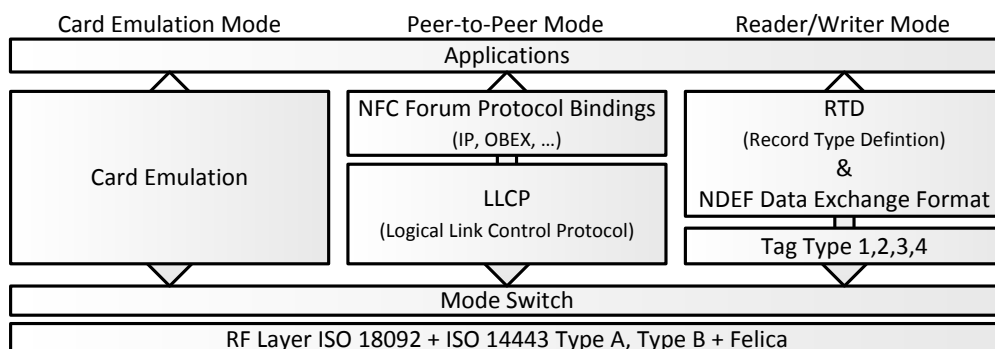 Card Emulation Mode
Peer-to-Peer Mode
Reader/Writer Mode
Applications
Card Emulation
NFC Forum Protocol Bindings
(IP, OBEX, ...)
LLCP
(Logical Link Control Protocol)
RTD
(Record Type Defintion)
&
NDEF Data Exchange Format
Tag Type 1,2,3,4
Mode Switch
RF Layer ISO 18092 + ISO 14443 Type A, Type B + Felica